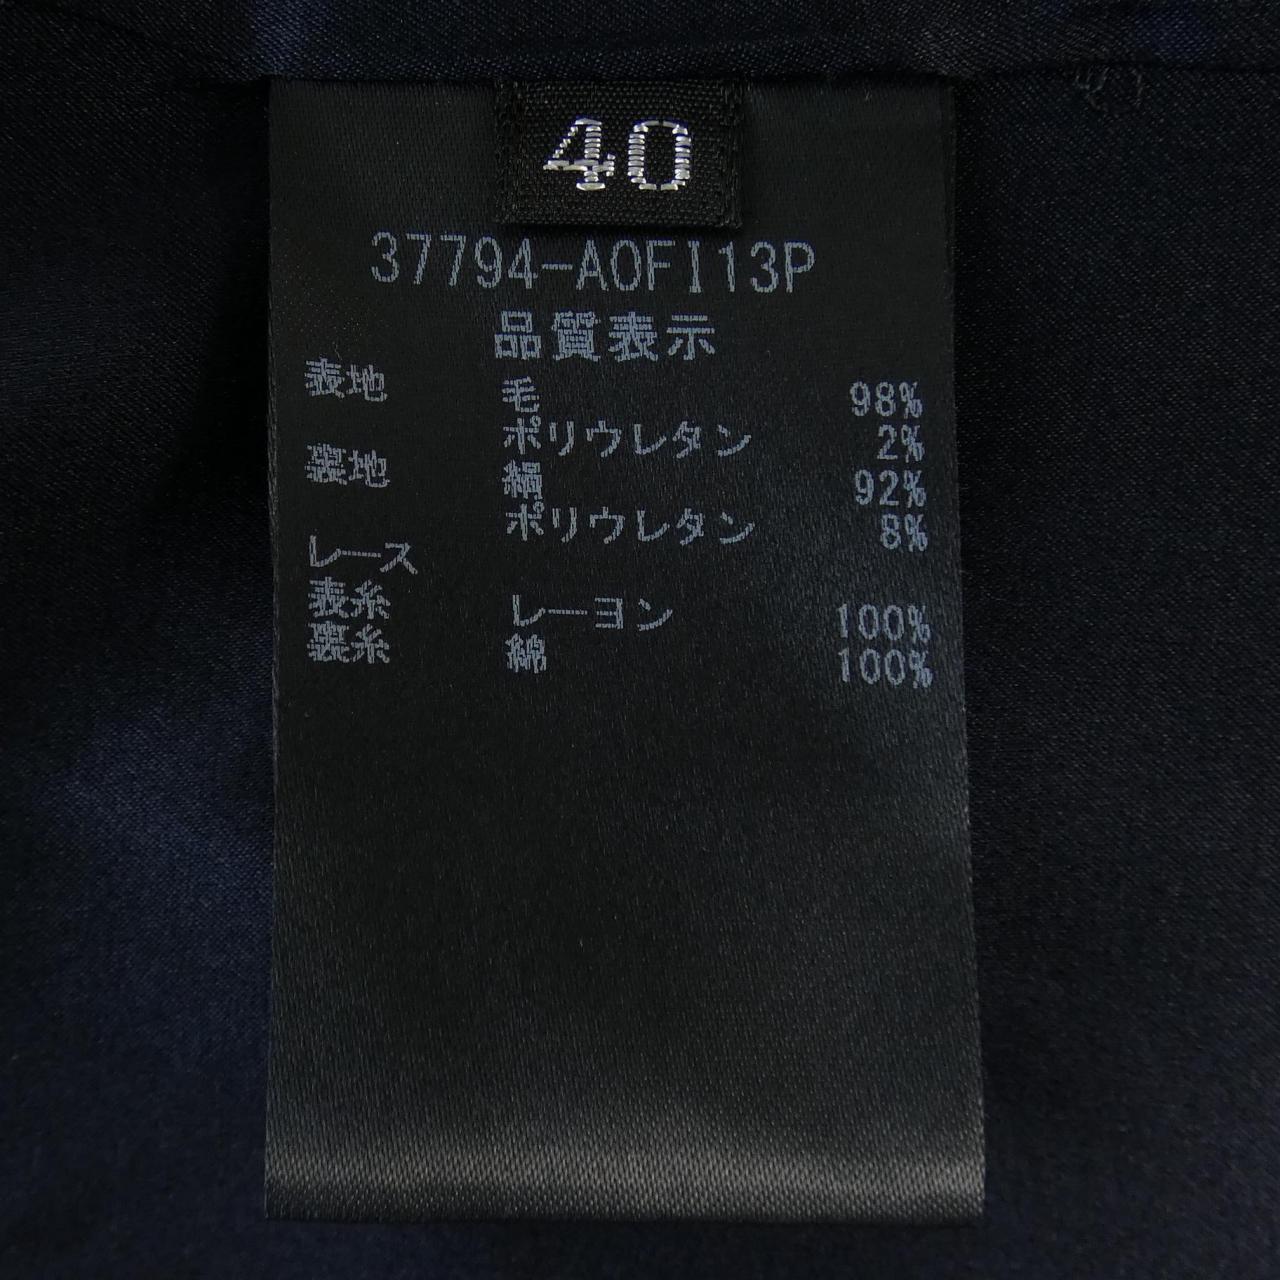 40
37794-A0FI13P
品質表示
表地 毛 98%
ポリウレタン 2%
裏地 絹 92%
ポリウレタン 8%
レース
表糸 レーヨン 100%
裏糸 綿 100%